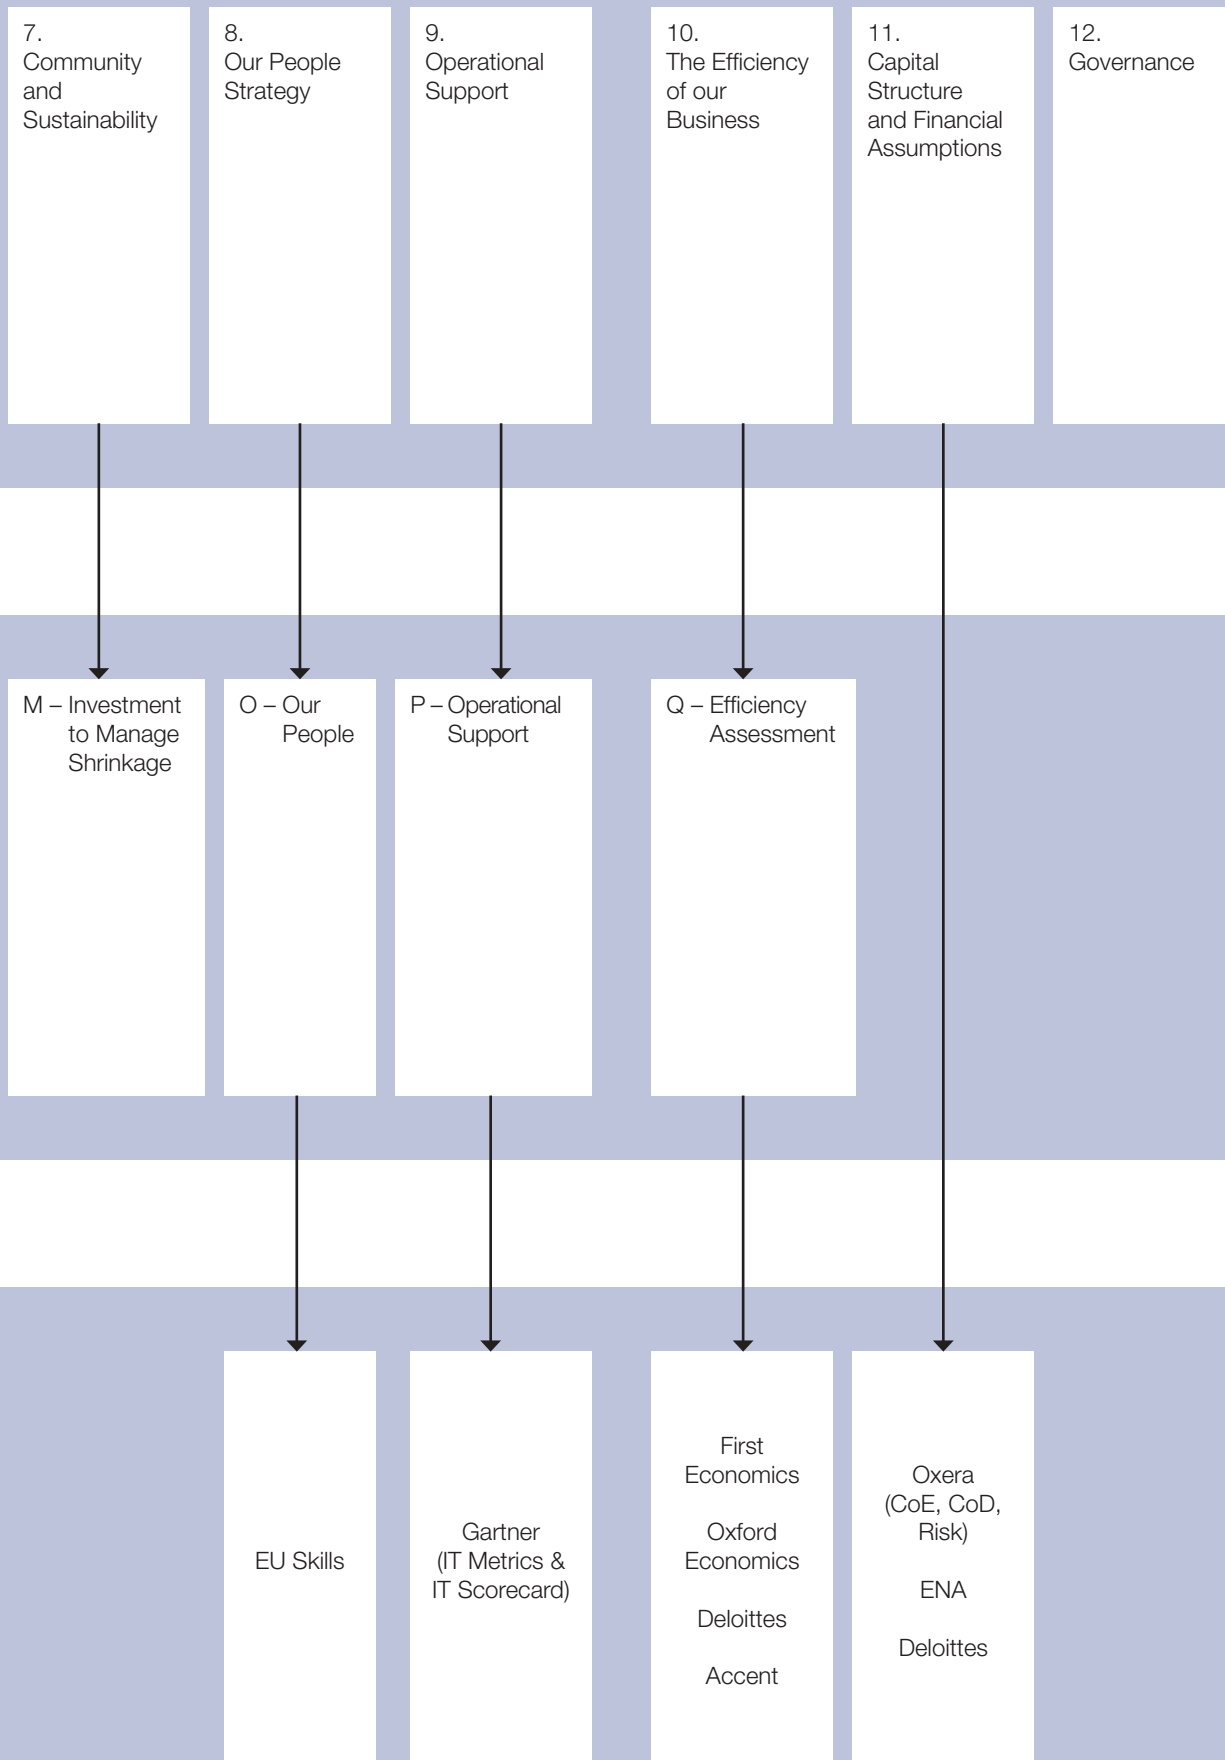 7.
Community
and
Sustainability
8.
Our People
Strategy
9.
Operational
Support
10.
The Efficiency
of our
Business
11.
Capital
Structure
and Financial
Assumptions
12.
Governance
M – Investment
to Manage
Shrinkage
O – Our
People
P – Operational
Support
Q – Efficiency
Assessment
EU Skills
Gartner
(IT Metrics &
IT Scorecard)
First
Economics
Oxford
Economics
Deloittes
Accent
Oxera
(CoE, CoD,
Risk)
ENA
Deloittes